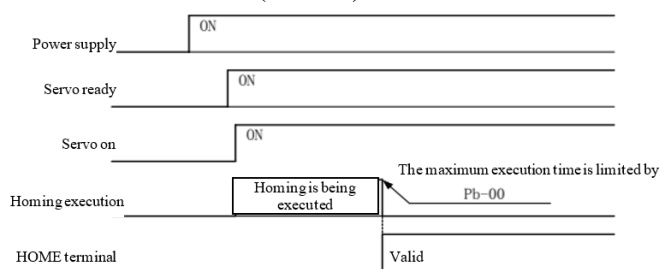 ON
Power supply
Servo ready
ON
Servo on
ON
The maximum execution time is limited by
Pb-00
Homing execution
Homing is being
executed
HOME terminal
Valid